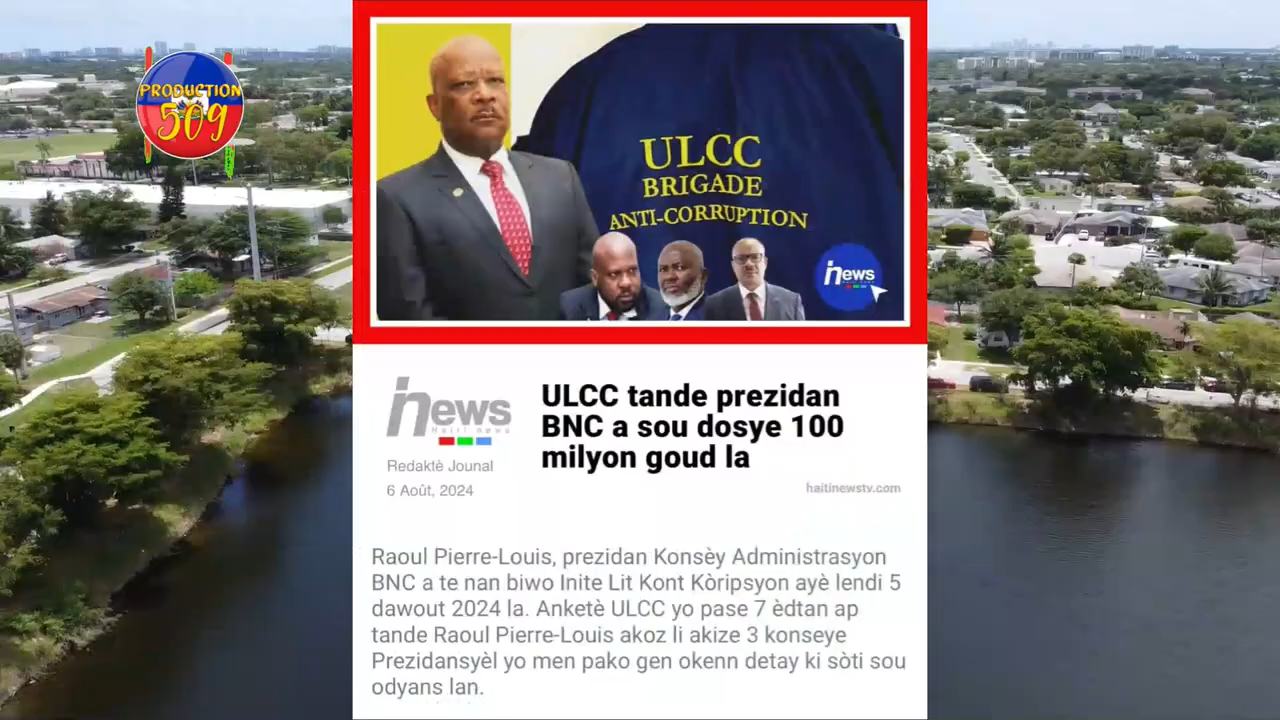 PRODUCTION
509
ULCC
BRIGADE
ANTI-CORRUPTION
inews
inews
Haiti news
ULCC tande prezidan
BNC a sou dosye 100
milyon goud la
Redaktè Jounal
6 Août, 2024
haitinewstv.com
Raoul Pierre-Louis, prezidan Konsèy Administrasyon
BNC a te nan biwo Inite Lit Kont Kòripsyon ayè lendi 5
dawout 2024 la. Anketè ULCC yo pase 7 èdtan ap
tande Raoul Pierre-Louis akoz li akize 3 konseye
Prezidansyèl yo men pako gen okenn detay ki sòti sou
odyans lan.